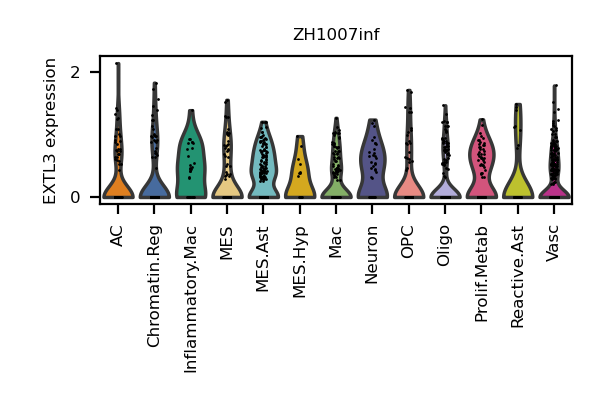 ZH1007inf
EXTL3 expression
2
0
AC
Chromatin.Reg
Inflammatory.Mac
MES
MES.Ast
MES.Hyp
Mac
Neuron
OPC
Oligo
Prolif.Metab
Reactive.Ast
Vasc